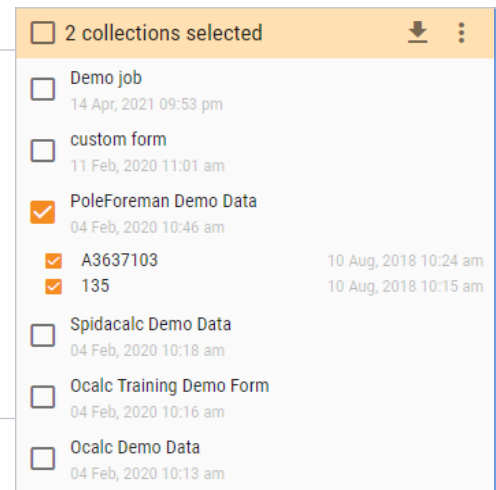 2 collections selected
Demo job
14 Apr, 2021 09:53 pm
custom form
11 Feb, 2020 11:01 am
PoleForeman Demo Data
04 Feb, 2020 10:46 am
A3637103 10 Aug, 2018 10:24 am
135 10 Aug, 2018 10:15 am
Spidacalc Demo Data
04 Feb, 2020 10:18 am
Ocalc Training Demo Form
04 Feb, 2020 10:16 am
Ocalc Demo Data
04 Feb, 2020 10:13 am